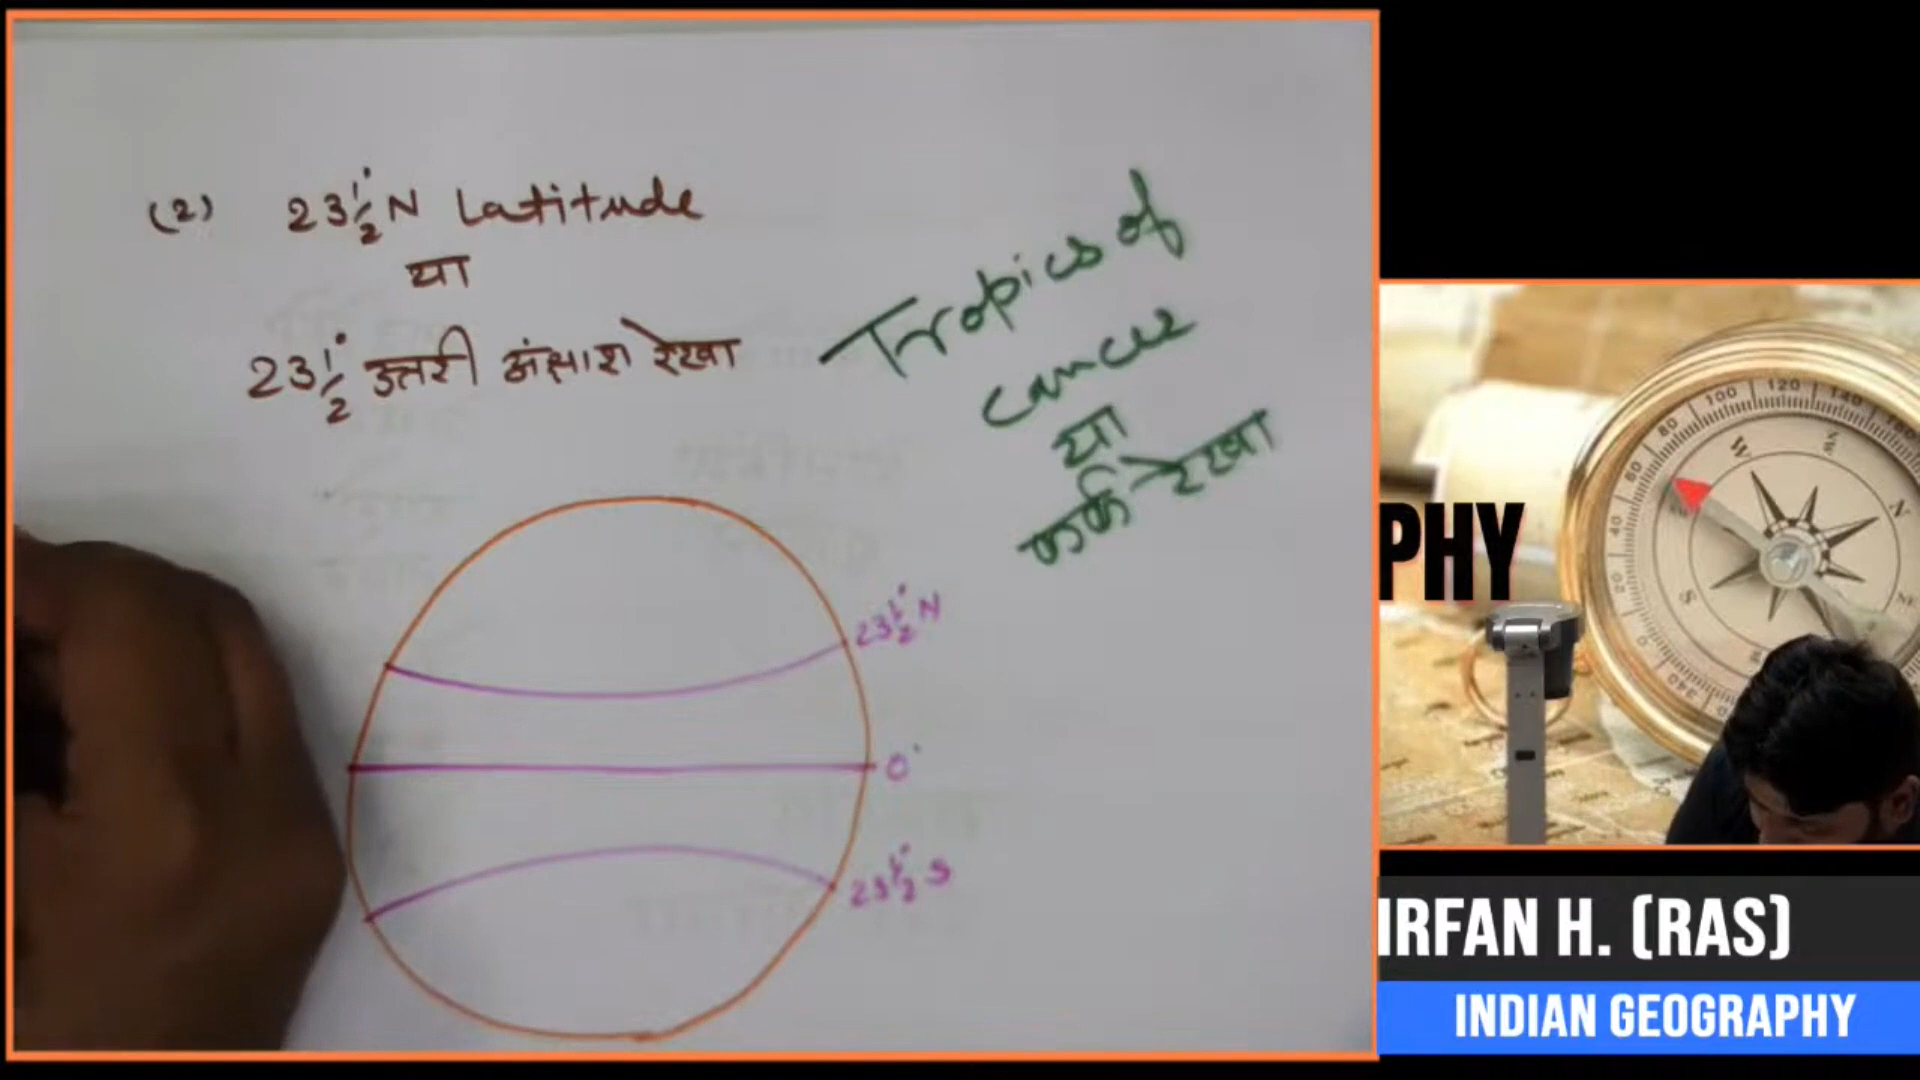 (2) 23½° N Latitude
या
23½° उत्तरी अंक्षाश रेखा
Tropics of
cancer
या
कर्क रेखा
23½° N
0°
23½° S
PHY
IRFAN H. (RAS)
INDIAN GEOGRAPHY